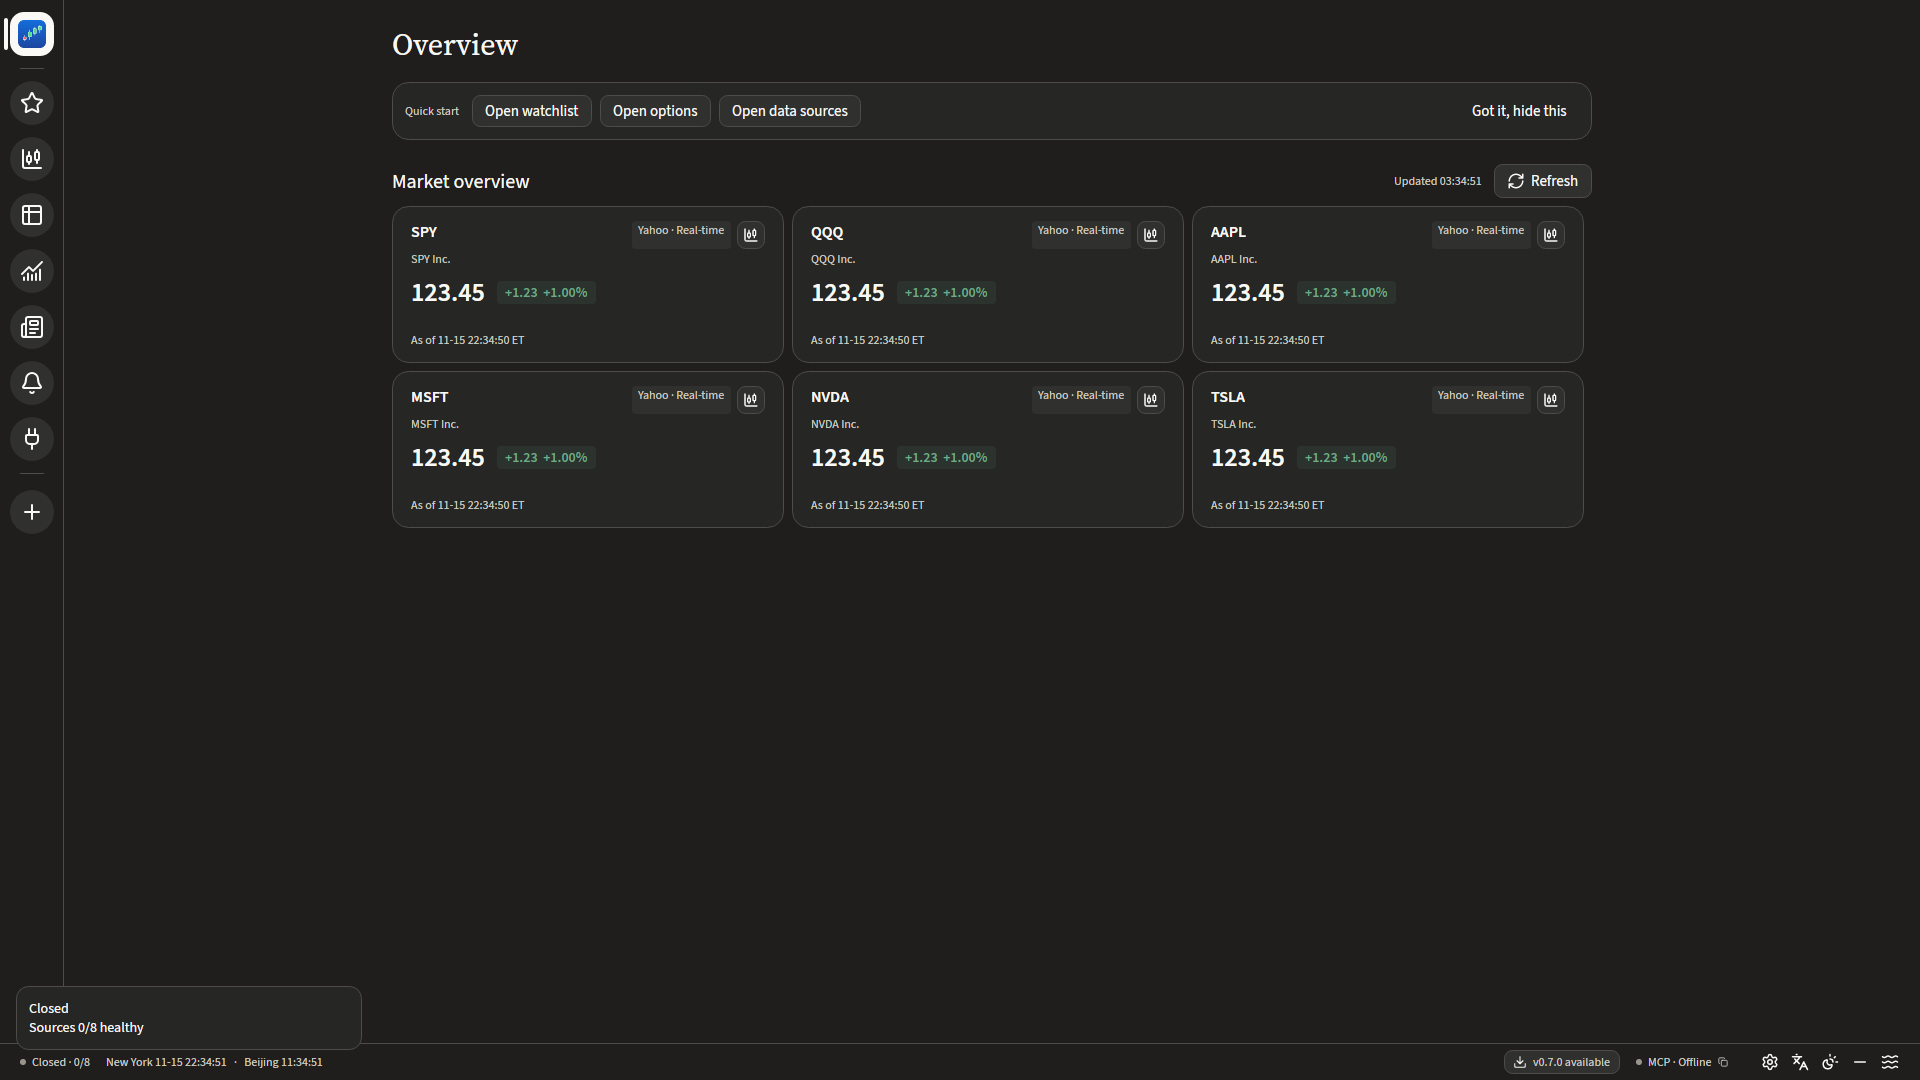 Overview
Quick start
Open watchlist
Open options
Open data sources
Got it, hide this
Market overview
Updated 03:34:51
Refresh
SPY
Yahoo · Real-time
SPY Inc.
123.45
+1.23 +1.00%
As of 11-15 22:34:50 ET
QQQ
Yahoo · Real-time
QQQ Inc.
123.45
+1.23 +1.00%
As of 11-15 22:34:50 ET
AAPL
Yahoo · Real-time
AAPL Inc.
123.45
+1.23 +1.00%
As of 11-15 22:34:50 ET
MSFT
Yahoo · Real-time
MSFT Inc.
123.45
+1.23 +1.00%
As of 11-15 22:34:50 ET
NVDA
Yahoo · Real-time
NVDA Inc.
123.45
+1.23 +1.00%
As of 11-15 22:34:50 ET
TSLA
Yahoo · Real-time
TSLA Inc.
123.45
+1.23 +1.00%
As of 11-15 22:34:50 ET
Closed
Sources 0/8 healthy
Closed · 0/8
New York 11-15 22:34:51 · Beijing 11:34:51
v0.7.0 available
MCP · Offline